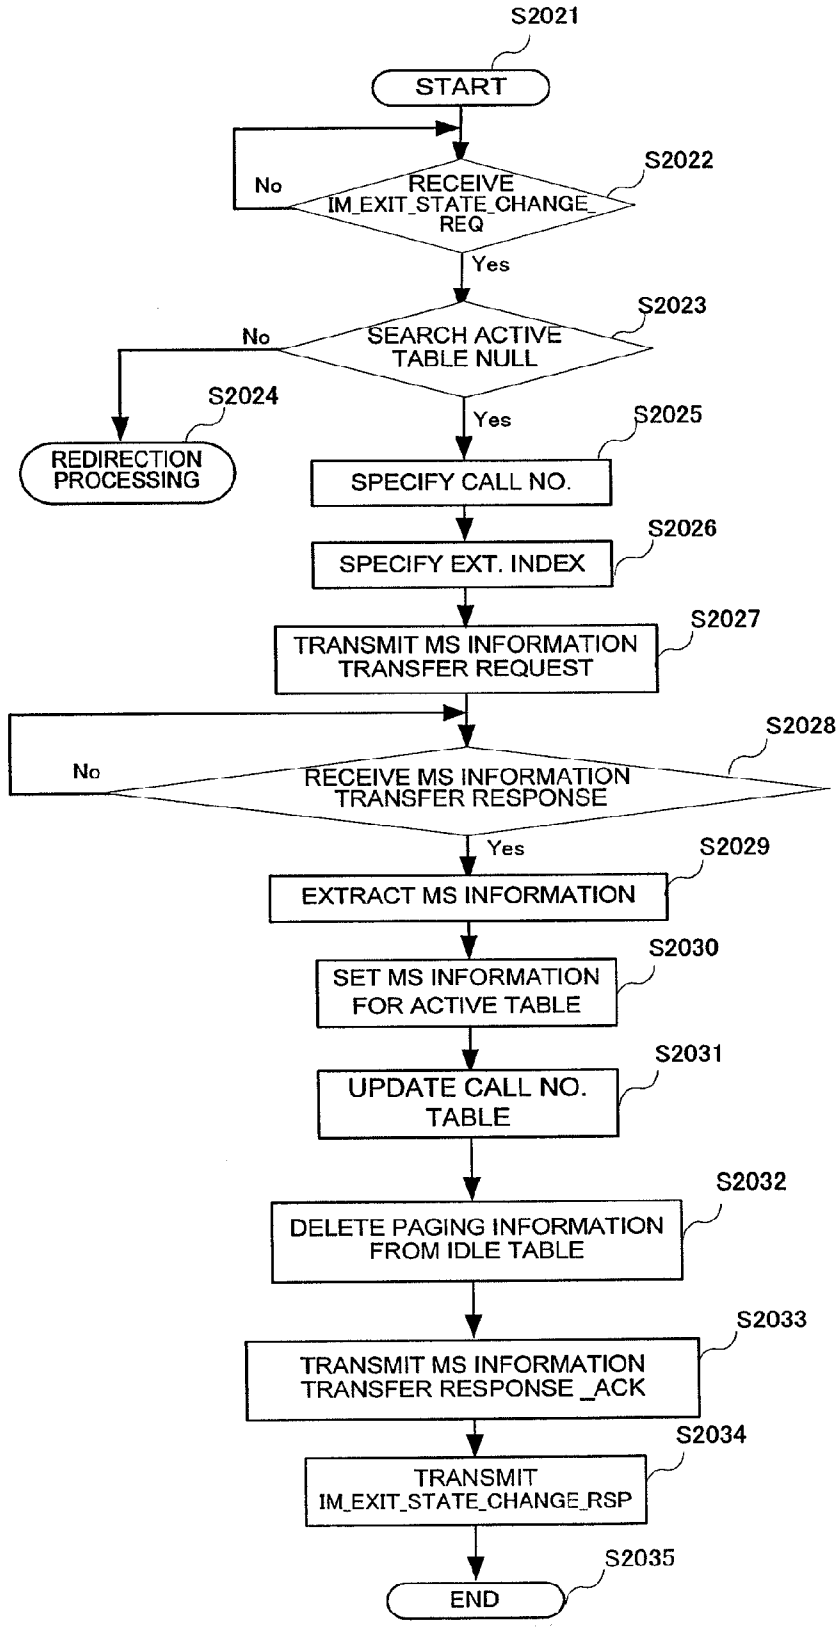 S2021
START
S2022
No
RECEIVE
IM_EXIT_STATE_CHANGE_
REQ
Yes
S2023
No
SEARCH ACTIVE
TABLE NULL
S2024
Yes
S2025
REDIRECTION
PROCESSING
SPECIFY CALL NO.
S2026
SPECIFY EXT. INDEX
S2027
TRANSMIT MS INFORMATION
TRANSFER REQUEST
S2028
No
RECEIVE MS INFORMATION
TRANSFER RESPONSE
Yes
S2029
EXTRACT MS INFORMATION
S2030
SET MS INFORMATION
FOR ACTIVE TABLE
S2031
UPDATE CALL NO.
TABLE
S2032
DELETE PAGING INFORMATION
FROM IDLE TABLE
S2033
TRANSMIT MS INFORMATION
TRANSFER RESPONSE _ACK
S2034
TRANSMIT
IM_EXIT_STATE_CHANGE_RSP
S2035
END